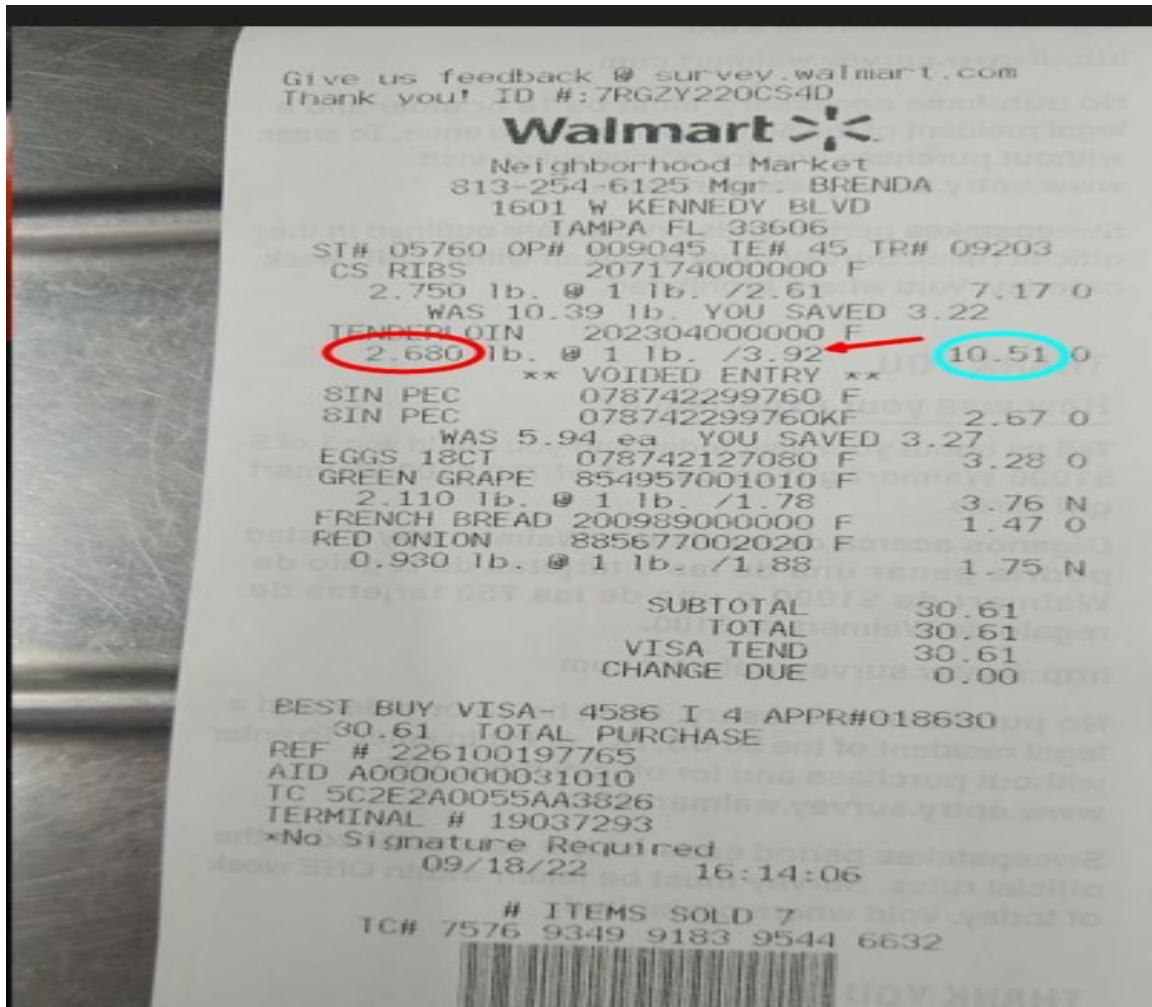 Give us feedback @ survey.walmart.com
Thank you! ID #:7RGZY220CS4D
Walmart
Neighborhood Market
813-254-6125 Mgr. BRENDA
1601 W KENNEDY BLVD
TAMPA FL 33606
ST# 05760 OP# 009045 TE# 45 TR# 09203
CS RIBS 207174000000 F
2.750 lb. @ 1 lb. /2.61 7.17 O
WAS 10.39 lb. YOU SAVED 3.22
TENDERLOIN 202304000000 F
2.680 lb. @ 1 lb. /3.92 10.51 O
** VOIDED ENTRY **
8IN PEC 078742299760 F
8IN PEC 078742299760KF 2.67 O
WAS 5.94 ea YOU SAVED 3.27
EGGS 18CT 078742127080 F 3.28 O
GREEN GRAPE 854957001010 F
2.110 lb. @ 1 lb. /1.78 3.76 N
FRENCH BREAD 200989000000 F 1.47 O
RED ONION 885677002020 F
0.930 lb. @ 1 lb. /1.88 1.75 N
SUBTOTAL 30.61
TOTAL 30.61
VISA TEND 30.61
CHANGE DUE 0.00
BEST BUY VISA- 4586 I 4 APPR#018630
30.61 TOTAL PURCHASE
REF # 226100197765
AID A0000000031010
TC 5C2E2A0055AA3826
TERMINAL # 19037293
*No Signature Required
09/18/22 16:14:06
# ITEMS SOLD 7
TC# 7576 9349 9183 9544 6632